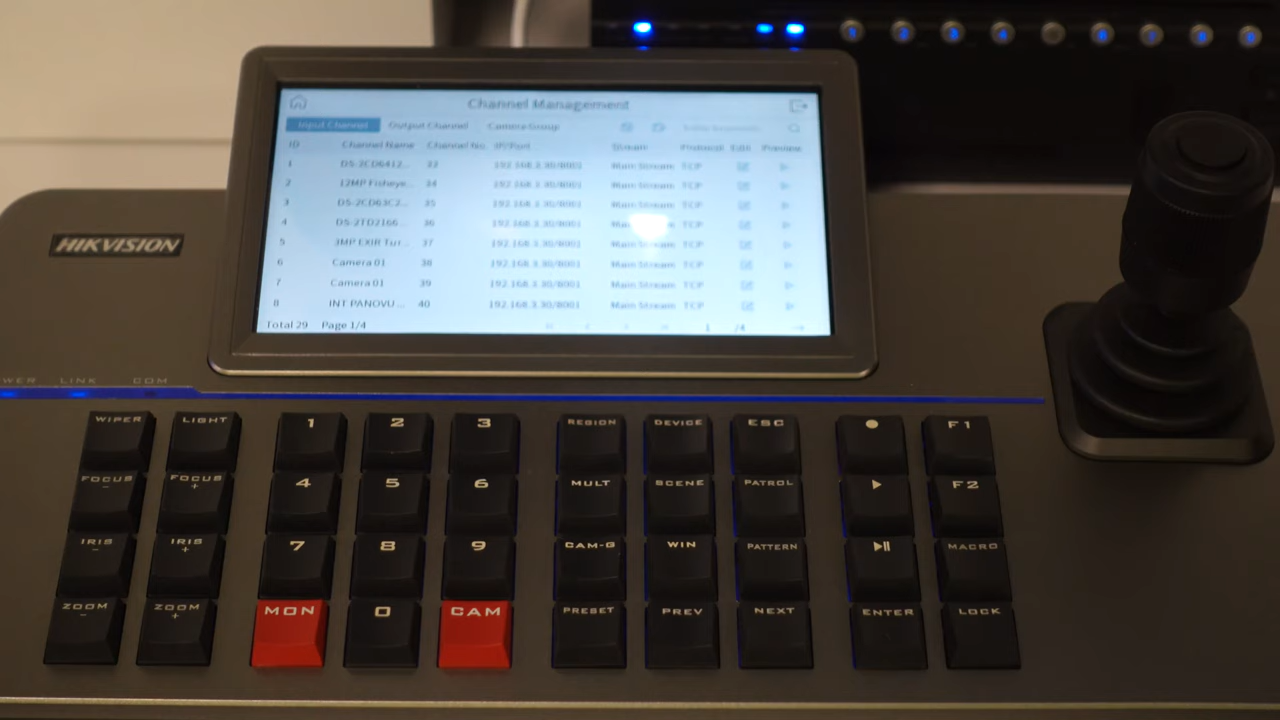 Channel Management
Input Channel Output Channel Camera Group
ID Channel Name Channel No. IP/Port Stream Protocol Edit Preview
1 DS-2CD6412... 33 192.168.3.30/8001 Main Stream TCP
2 12MP Fisheye... 34 192.168.3.30/8001 Main Stream TCP
3 DS-2CD63C2... 35 192.168.3.30/8001 Main Stream TCP
4 DS-2TD2166... 36 192.168.3.30/8001 Main Stream TCP
5 3MP EXIR Tur... 37 192.168.3.30/8001 Main Stream TCP
6 Camera 01 38 192.168.3.30/8001 Main Stream TCP
7 Camera 01 39 192.168.3.30/8001 Main Stream TCP
8 INT PANOVU ... 40 192.168.3.30/8001 Main Stream TCP
Total 29 Page 1/4 1 /4
HIKVISION
WER LINK COM
WIPER LIGHT 1 2 3 REGION DEVICE ESC F1
FOCUS - FOCUS + 4 5 6 MULT SCENE PATROL F2
IRIS - IRIS + 7 8 9 CAM-G WIN PATTERN MACRO
ZOOM - ZOOM + MON 0 CAM PRESET PREV NEXT ENTER LOCK